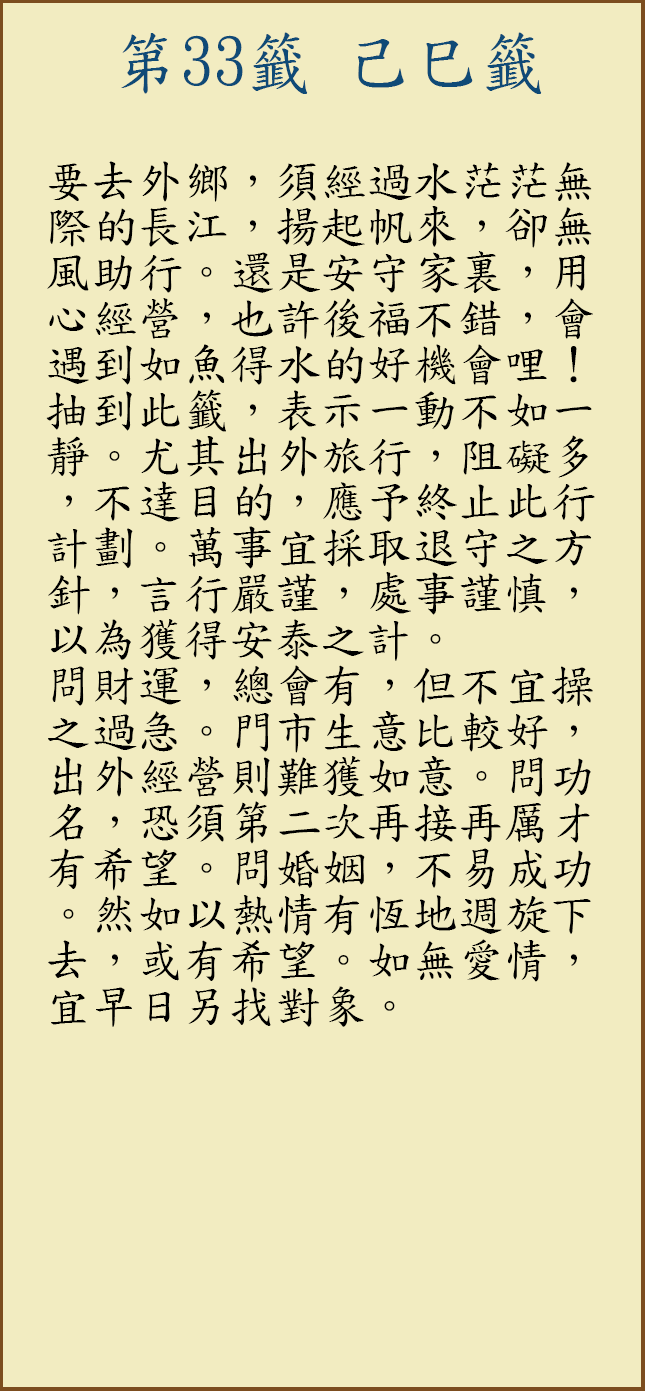 第33籤 己巳籤
要去外鄉，須經過水茫茫無
際的長江，揚起帆來，卻無
風助行。還是安守家裏，用
心經營，也許後福不錯，會
遇到如魚得水的好機會哩！
抽到此籤，表示一動不如一
靜。尤其出外旅行，阻礙多
，不達目的，應予終止此行
計劃。萬事宜採取退守之方
針，言行嚴謹，處事謹慎，
以為獲得安泰之計。
問財運，總會有，但不宜操
之過急。門市生意比較好，
出外經營則難獲如意。問功
名，恐須第二次再接再厲才
有希望。問婚姻，不易成功
。然如以熱情有恆地週旋下
去，或有希望。如無愛情，
宜早日另找對象。